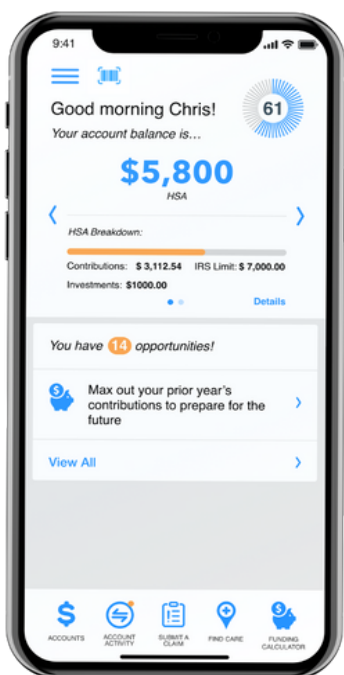 9:41
Good morning Chris!
61
Your account balance is...
$5,800
HSA
HSA Breakdown:
Contributions: $ 3,112.54 IRS Limit: $ 7,000.00
Investments: $1000.00
Details
You have 14 opportunities!
Max out your prior year's
contributions to prepare for the
future
View All
ACCOUNTS
ACCOUNT
ACTIVITY
SUBMIT A
CLAIM
FIND CARE
FUNDING
CALCULATOR